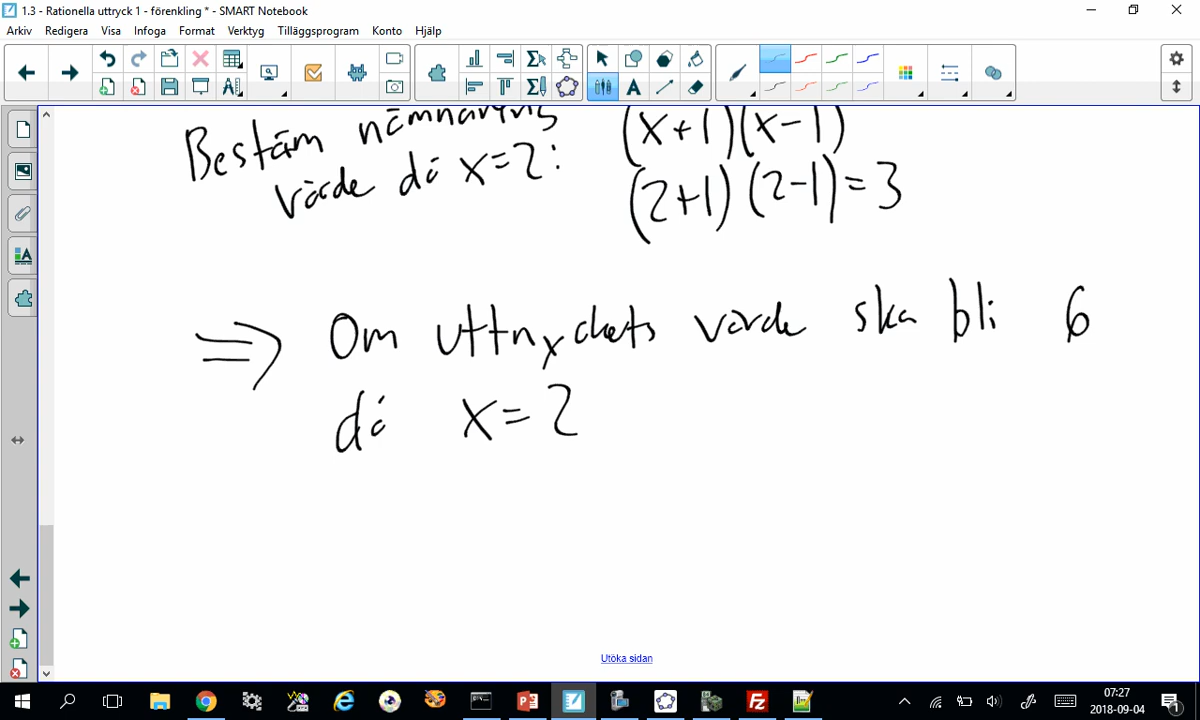 1.3 - Rationella uttryck 1 - förenkling * - SMART Notebook
Arkiv Redigera Visa Infoga Format Verktyg Tilläggsprogram Konto Hjälp
Bestäm nämnarens (x+1)(x-1)
värde då x=2: (2+1)(2-1)=3
⇒ Om uttryckets värde ska bli 6
då x=2
Utöka sidan
07:27
2018-09-04